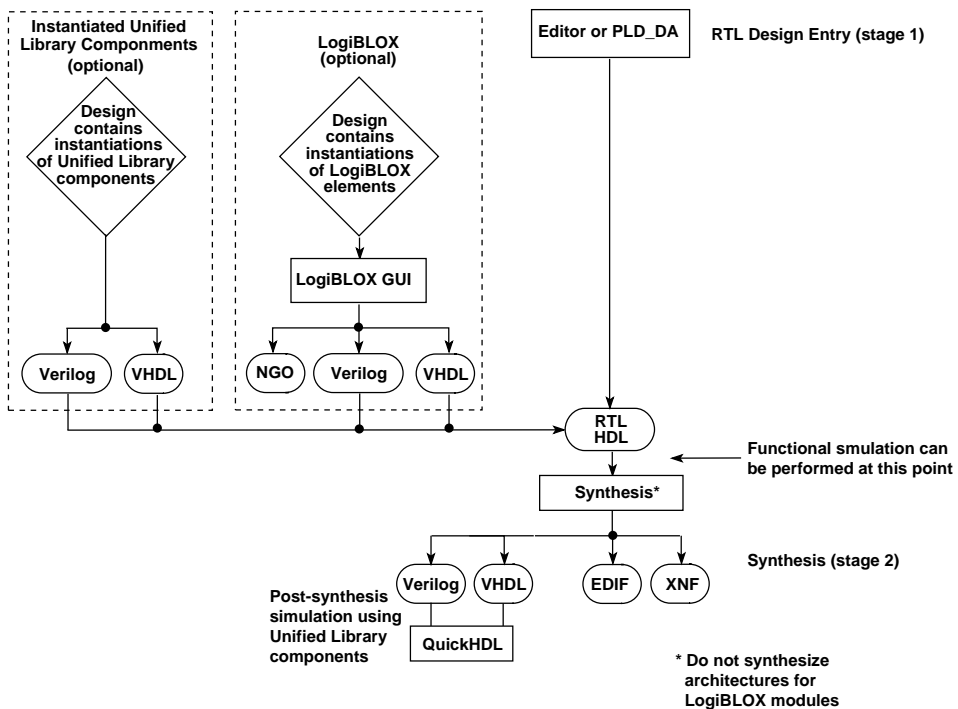 Instantiated Unified
Library Componments
(optional)
Design
contains
instantiations
of Unified Library
components
Verilog
VHDL
LogiBLOX
(optional)
Design
contains
instantiations
of LogiBLOX
elements
LogiBLOX GUI
NGO
Verilog
VHDL
Editor or PLD_DA
RTL Design Entry (stage 1)
RTL
HDL
Functional smulation can
be performed at this point
Synthesis*
Synthesis (stage 2)
Verilog
VHDL
EDIF
XNF
Post-synthesis
simulation using
Unified Library
components
QuickHDL
* Do not synthesize
architectures for
LogiBLOX modules